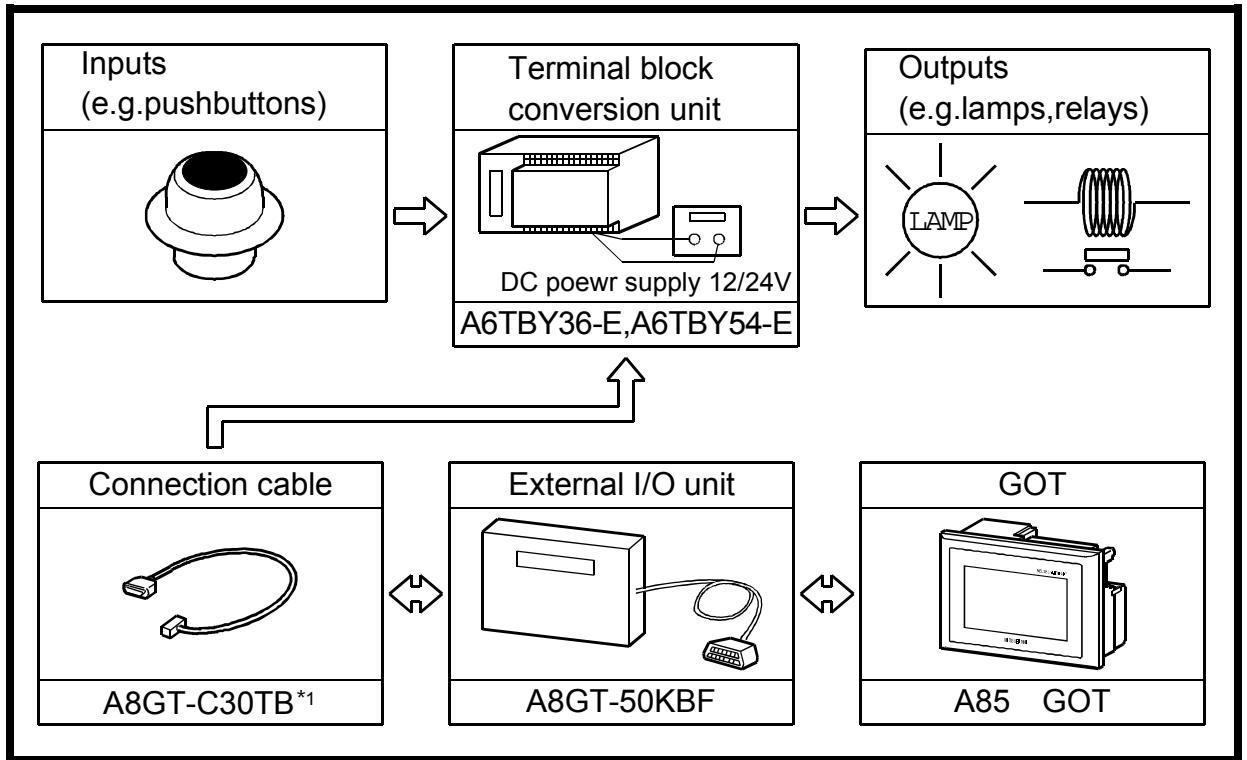 Inputs
(e.g.pushbuttons)
Terminal block
conversion unit
DC poewr supply 12/24V
A6TBY36-E,A6TBY54-E
Outputs
(e.g.lamps,relays)
LAMP
Connection cable
A8GT-C30TB*1
External I/O unit
A8GT-50KBF
GOT
A85 GOT